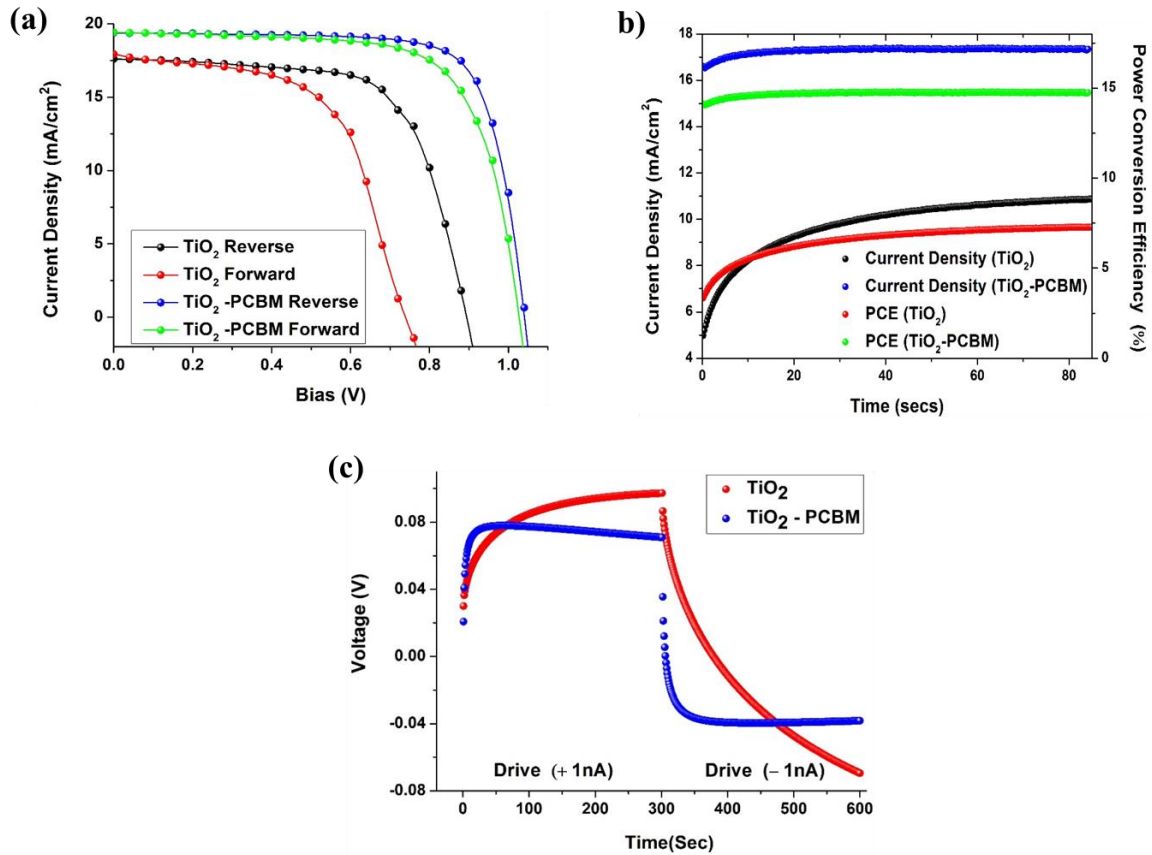 (a)
20
15
10
5
0
Current Density (mA/cm²)
TiO₂ Reverse
TiO₂ Forward
TiO₂ -PCBM Reverse
TiO₂ -PCBM Forward
0.0 0.2 0.4 0.6 0.8 1.0
Bias (V)
(b)
18
16
14
12
10
8
6
4
Current Density (mA/cm²)
15
10
5
0
Power Conversion Efficiency (%)
Current Density (TiO₂)
Current Density (TiO₂-PCBM)
PCE (TiO₂)
PCE (TiO₂-PCBM)
0 20 40 60 80
Time (secs)
(c)
0.08
0.04
0.00
-0.04
-0.08
Voltage (V)
TiO₂
TiO₂ - PCBM
Drive (+ 1nA) Drive (– 1nA)
0 100 200 300 400 500 600
Time(Sec)